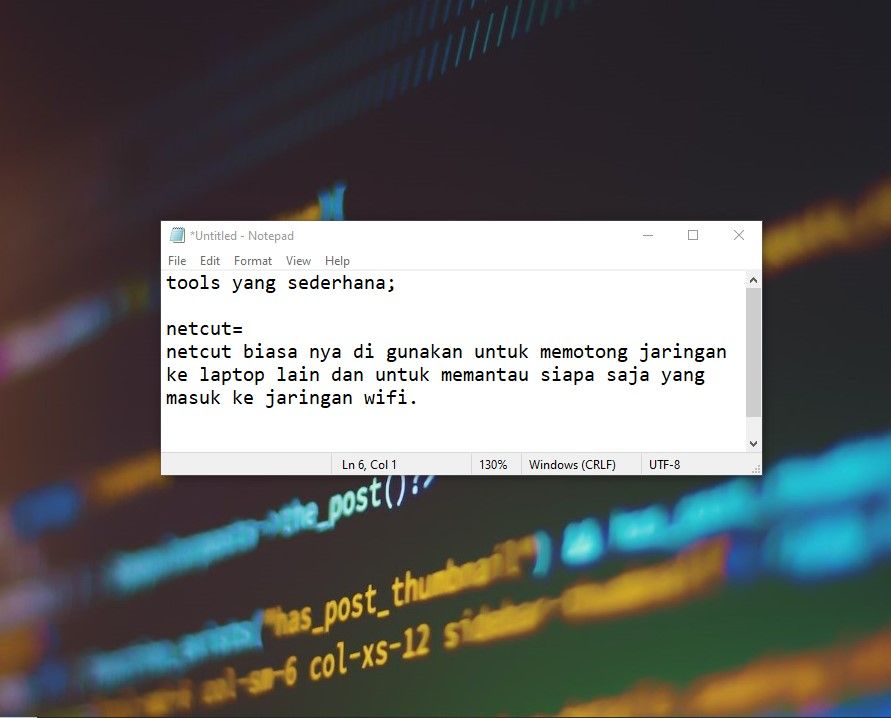 *Untitled - Notepad
File Edit Format View Help
tools yang sederhana;
netcut=
netcut biasa nya di gunakan untuk memotong jaringan
ke laptop lain dan untuk memantau siapa saja yang
masuk ke jaringan wifi.
Ln 6, Col 1 130% Windows (CRLF) UTF-8
the_post()
"has_post_thumbnail")
col-sm-6 col-xs-12 sidebar